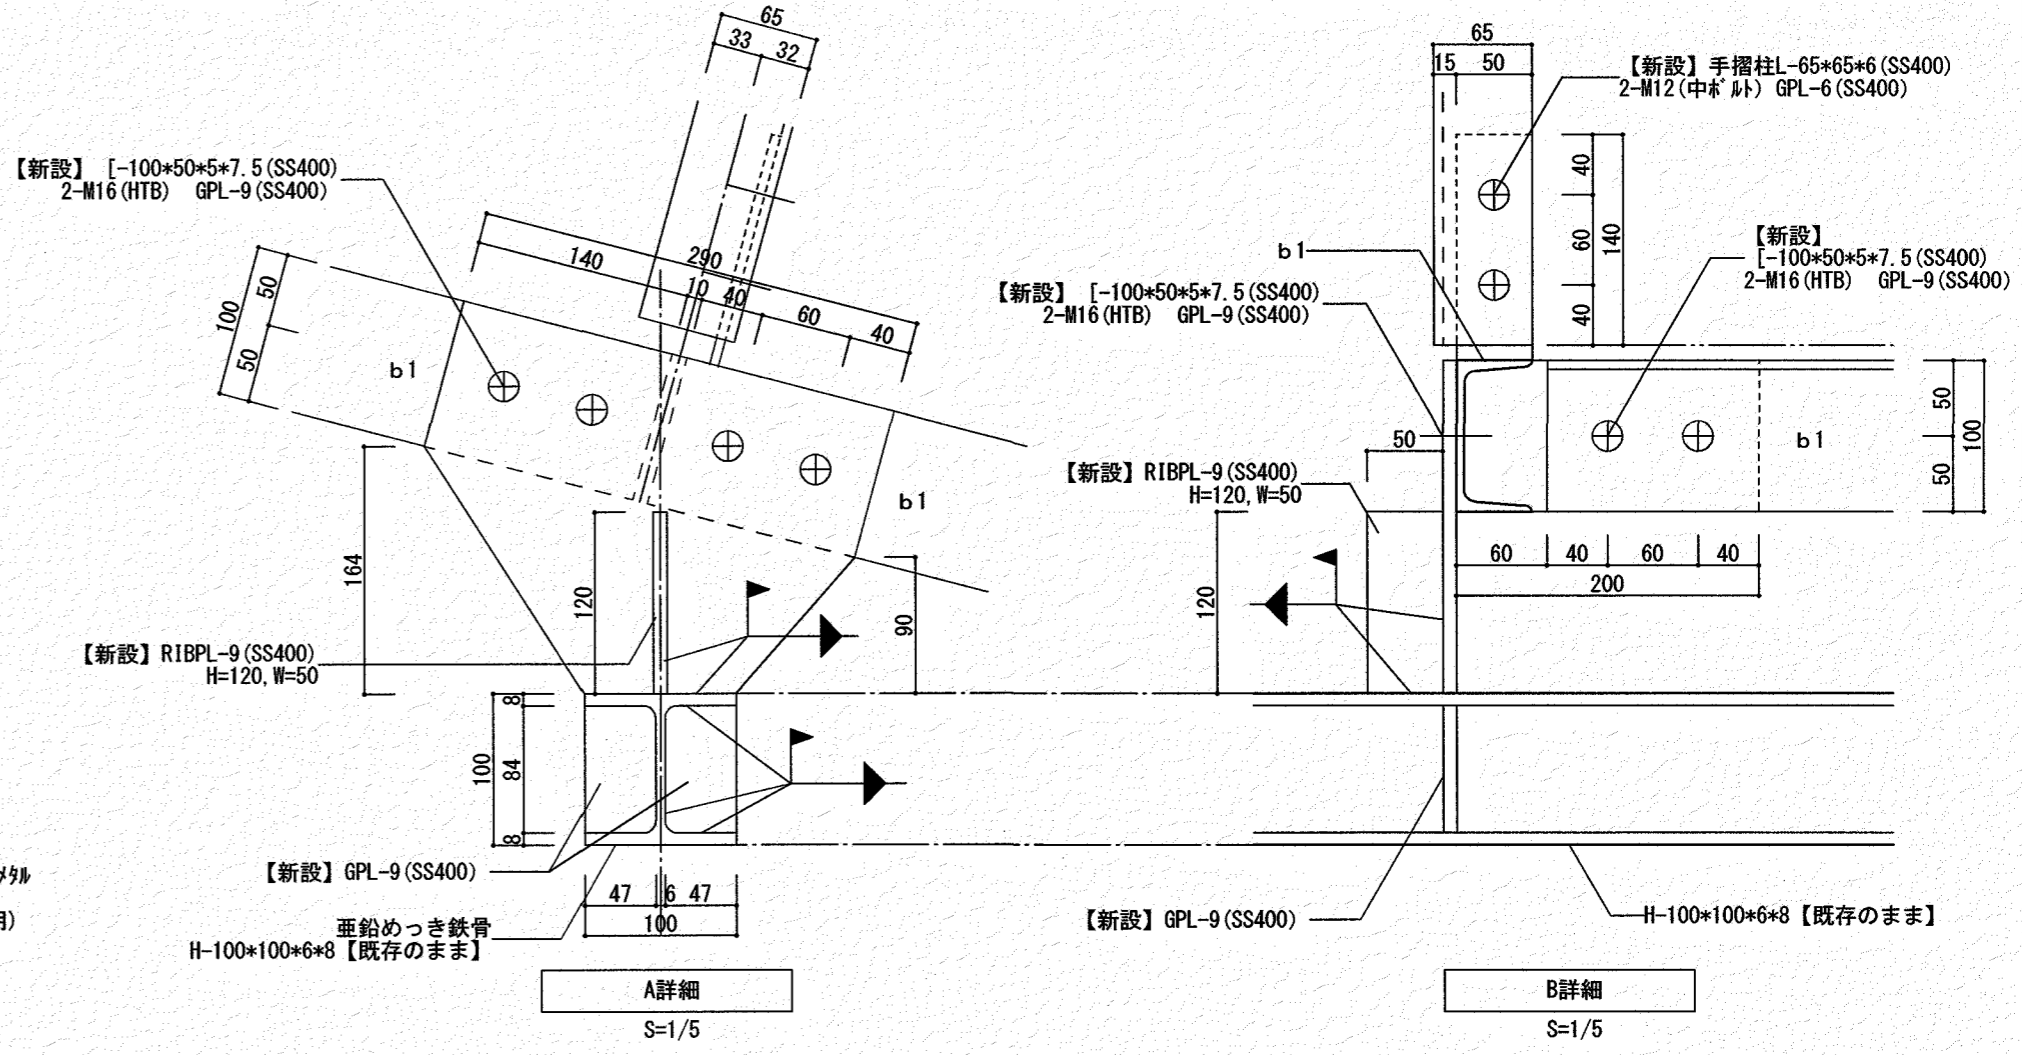 65
33
32
【新設】 [-100*50*5*7.5(SS400)
2-M16(HTB) GPL-9(SS400)
290
140
10
40
60
40
100
50
50
b1
b1
164
120
90
【新設】RIBPL-9(SS400)
H=120,W=50
100
8
84
8
【新設】GPL-9(SS400)
47
6
47
100
亜鉛めっき鉄骨
H-100*100*6*8【既存のまま】
A詳細
S=1/5
65
15
50
【新設】手摺柱L-65*65*6(SS400)
2-M12(中ボルト) GPL-6(SS400)
40
60
40
140
b1
【新設】
[-100*50*5*7.5(SS400)
2-M16(HTB) GPL-9(SS400)
【新設】 [-100*50*5*7.5(SS400)
2-M16(HTB) GPL-9(SS400)
50
b1
50
50
100
【新設】RIBPL-9(SS400)
H=120,W=50
60
40
60
40
200
120
【新設】GPL-9(SS400)
H-100*100*6*8【既存のまま】
B詳細
S=1/5